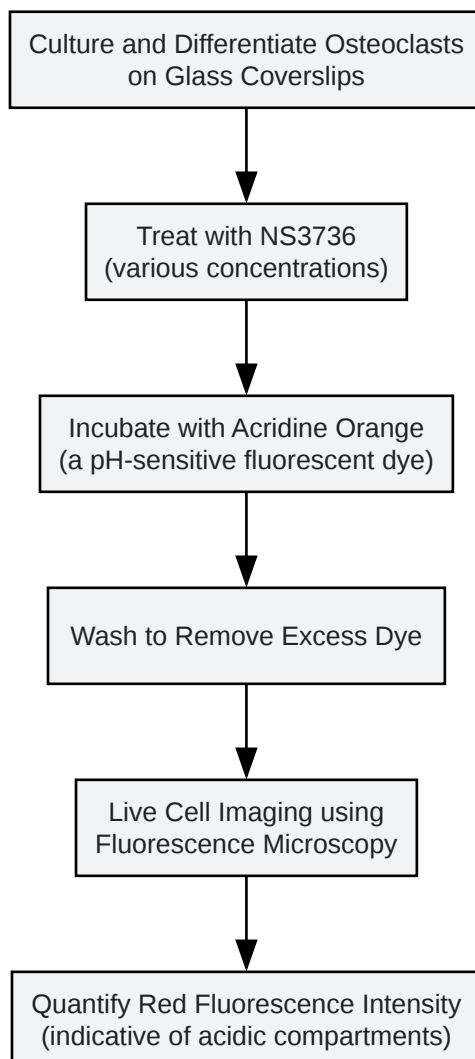 Culture and Differentiate Osteoclasts
on Glass Coverslips
Treat with NS3736
(various concentrations)
Incubate with Acridine Orange
(a pH-sensitive fluorescent dye)
Wash to Remove Excess Dye
Live Cell Imaging using
Fluorescence Microscopy
Quantify Red Fluorescence Intensity
(indicative of acidic compartments)